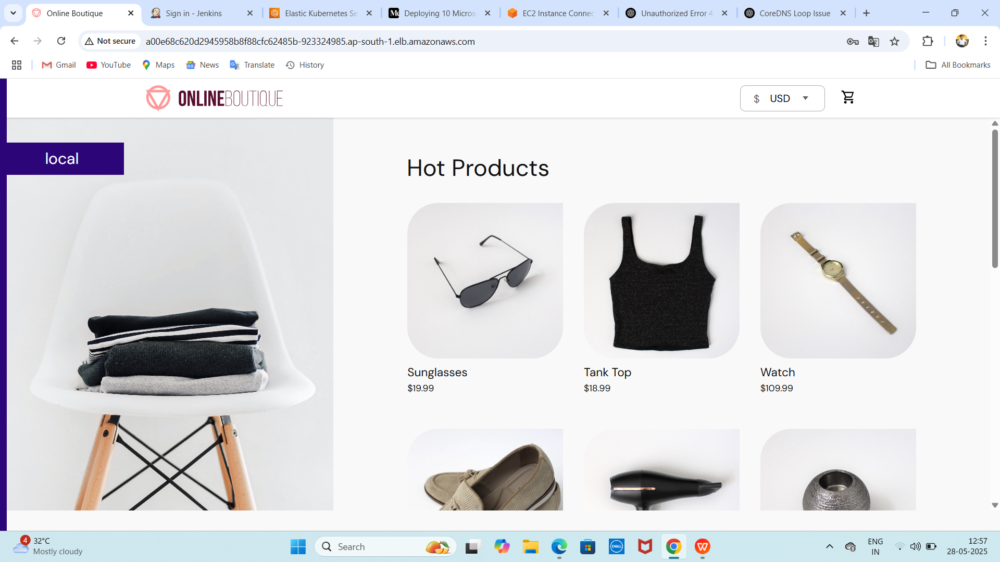 Online Boutique
Sign in - Jenkins
Elastic Kubernetes Se
Deploying 10 Micros
EC2 Instance Connec
Unauthorized Error 4
CoreDNS Loop Issue
Not secure
a00e68c620d2945958b8f88cfc62485b-923324985.ap-south-1.elb.amazonaws.com
Gmail
YouTube
Maps
News
Translate
History
All Bookmarks
ONLINEBOUTIQUE
$ USD
local
Hot Products
Sunglasses
$19.99
Tank Top
$18.99
Watch
$109.99
4
32°C
Mostly cloudy
Search
DELL
ENG
IN
12:57
28-05-2025